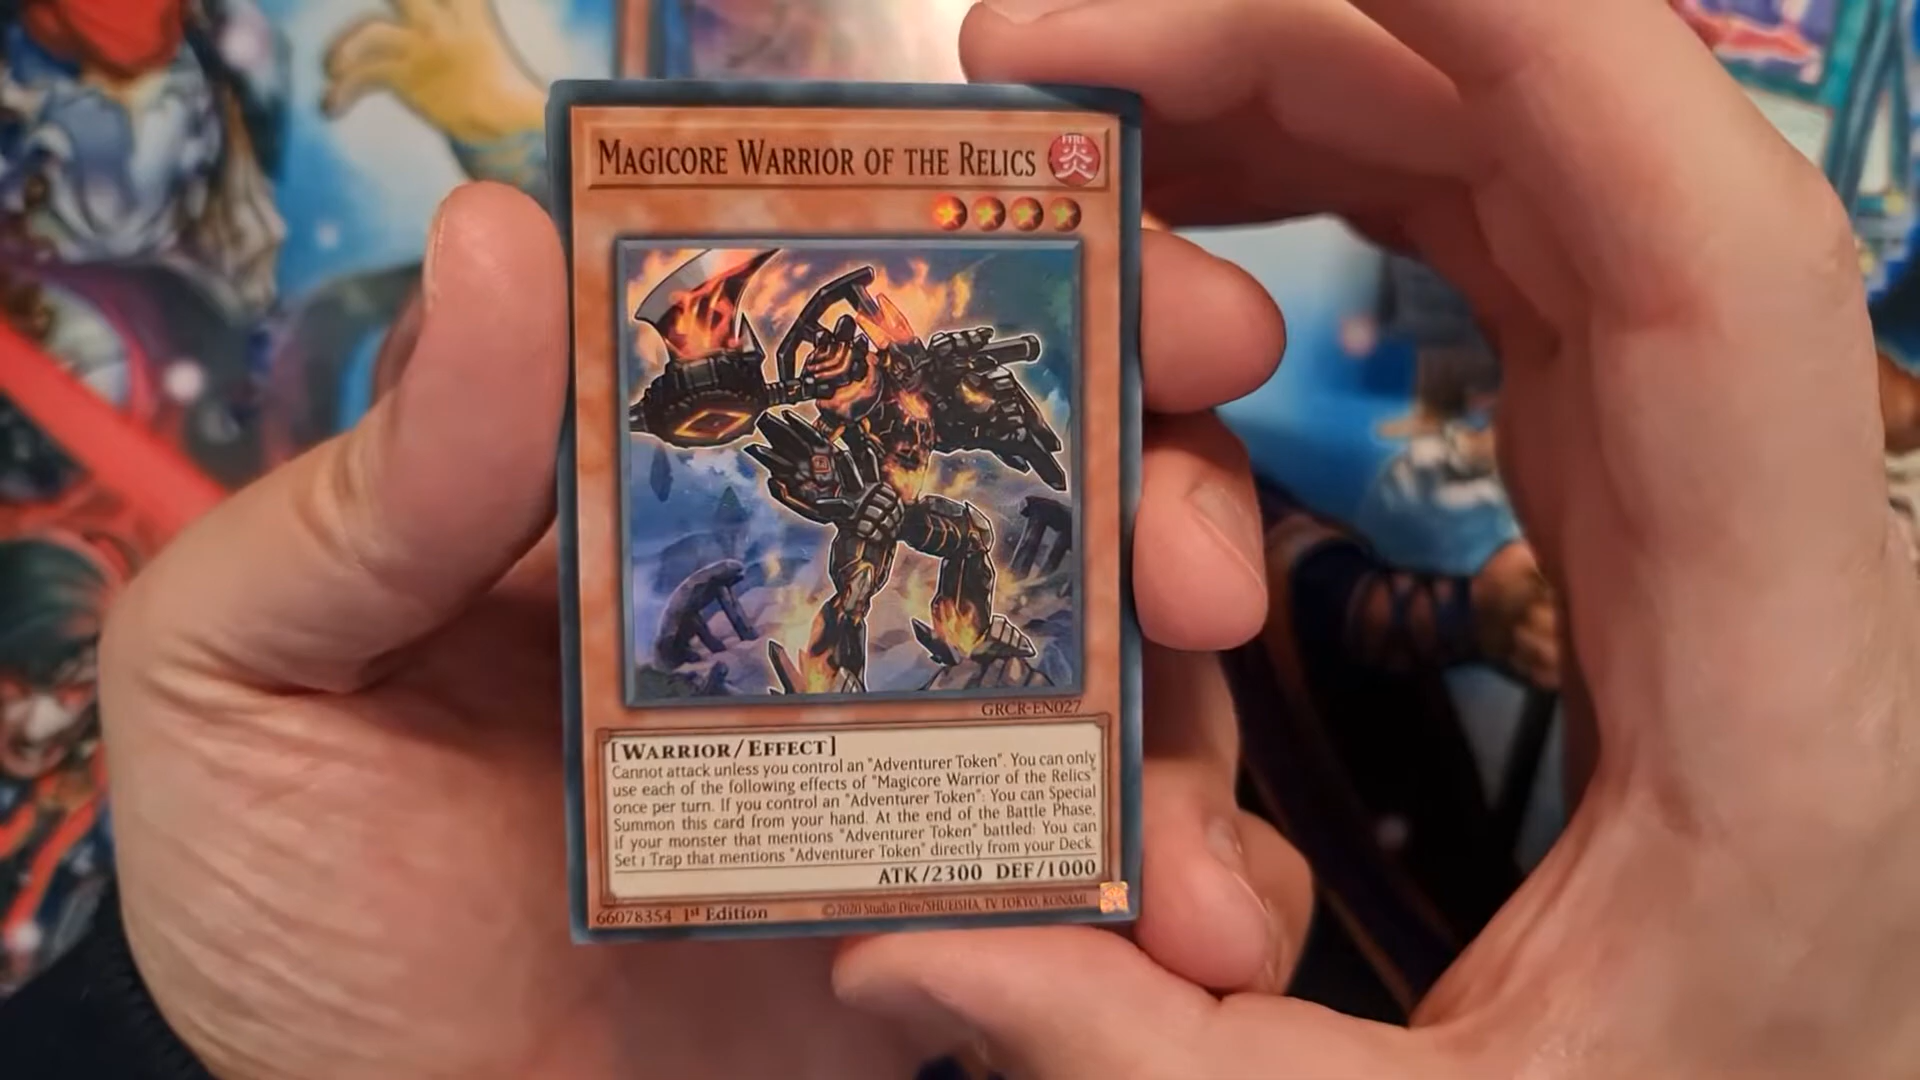 MAGICORE WARRIOR OF THE RELICS
FIRE
炎
GRCR-EN027
[WARRIOR/EFFECT]
Cannot attack unless you control an "Adventurer Token". You can only
use each of the following effects of "Magicore Warrior of the Relics"
once per turn. If you control an "Adventurer Token": You can Special
Summon this card from your hand. At the end of the Battle Phase,
if your monster that mentions "Adventurer Token" battled: You can
Set 1 Trap that mentions "Adventurer Token" directly from your Deck.
ATK/2300 DEF/1000
66078354 1st Edition
©2020 Studio Dice/SHUEISHA, TV TOKYO, KONAMI